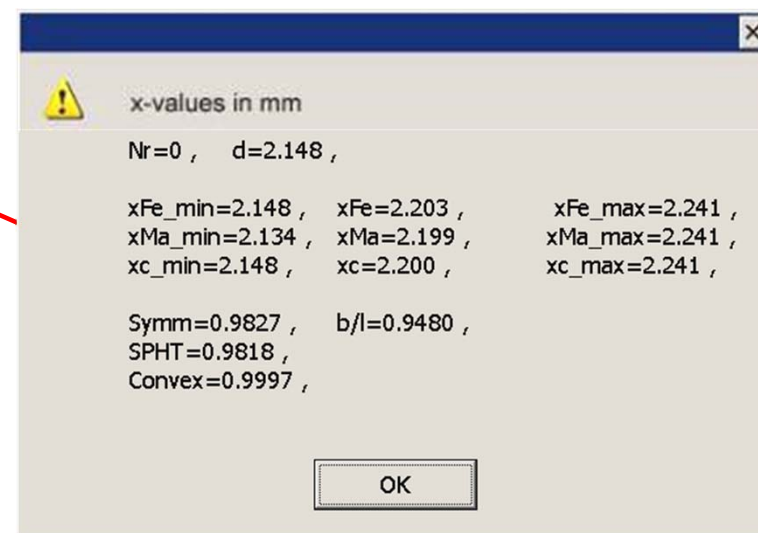 x-values in mm
Nr=0 , d=2.148 ,
xFe_min=2.148 , xFe=2.203 , xFe_max=2.241 ,
xMa_min=2.134 , xMa=2.199 , xMa_max=2.241 ,
xc_min=2.148 , xc=2.200 , xc_max=2.241 ,
Symm=0.9827 , b/l=0.9480 ,
SPHT=0.9818 ,
Convex=0.9997 ,
OK